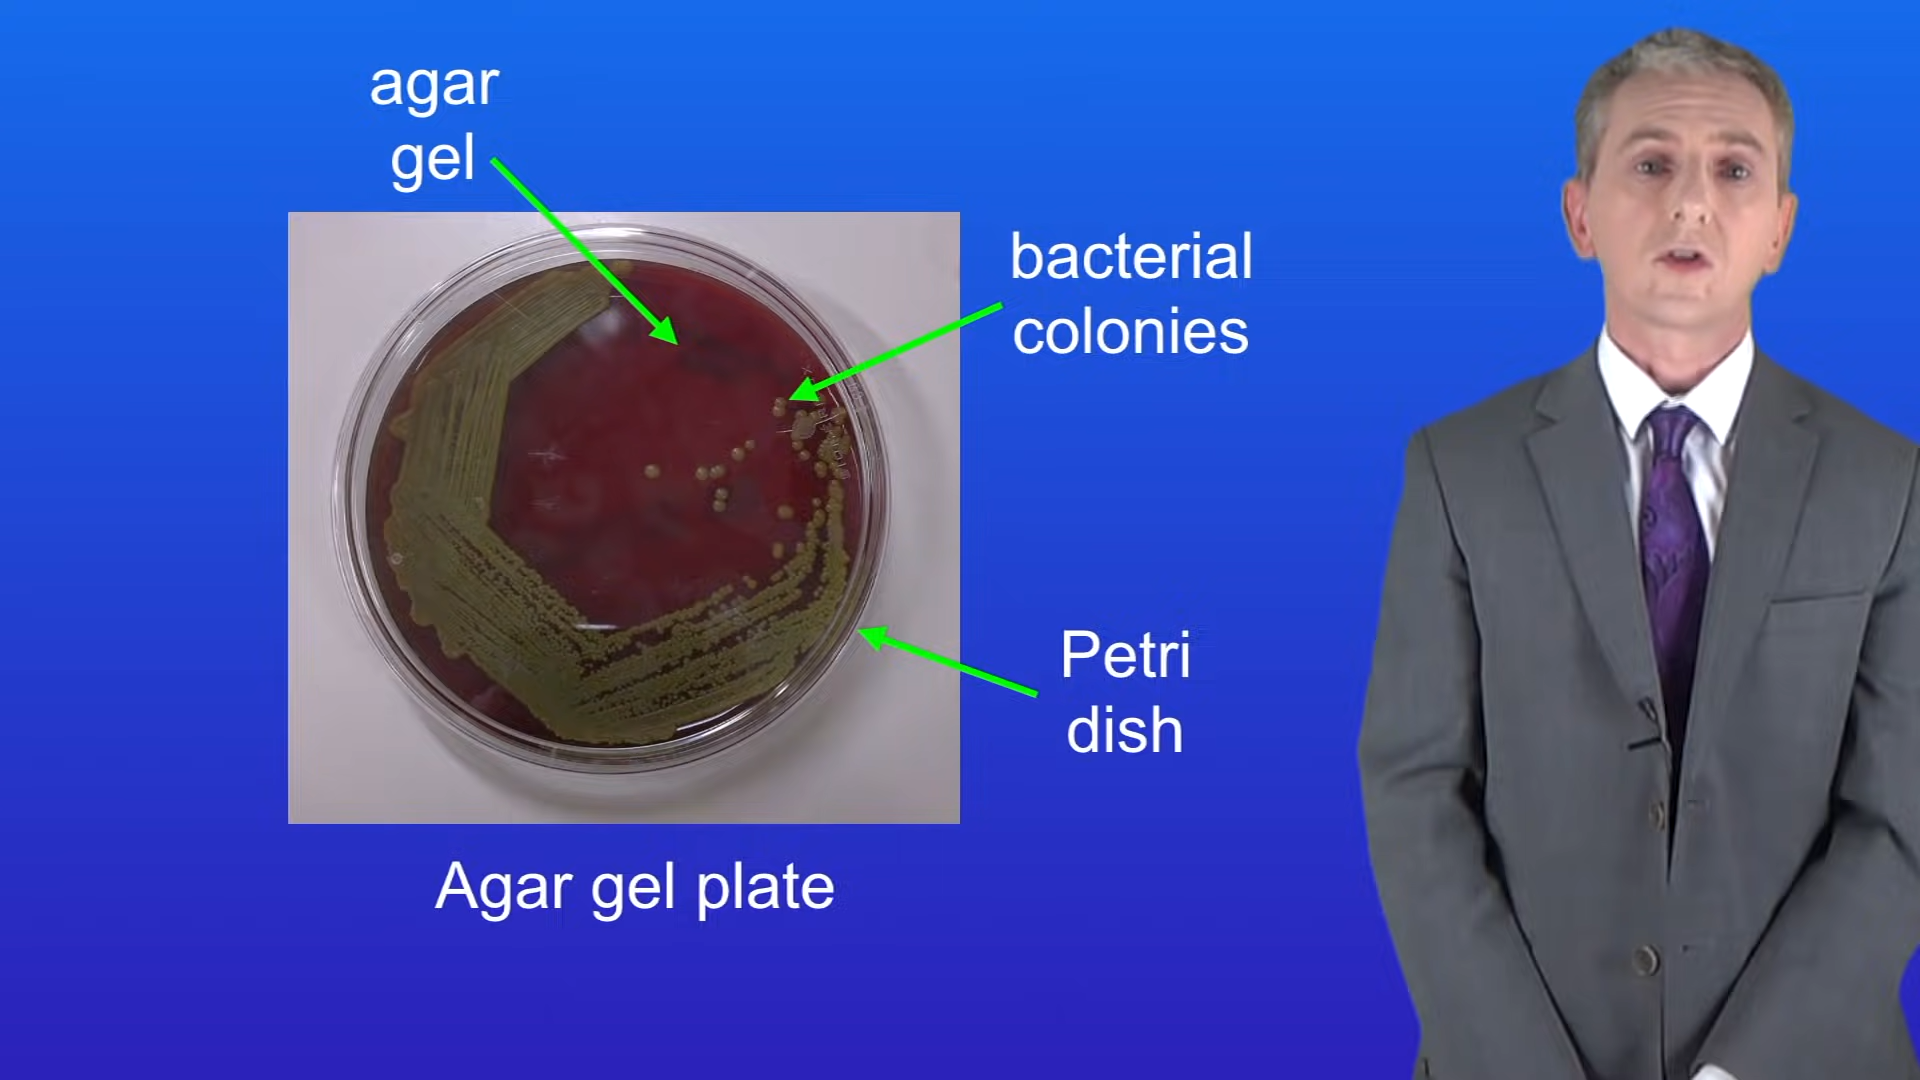 agar
gel
bacterial
colonies
Petri
dish
Agar gel plate